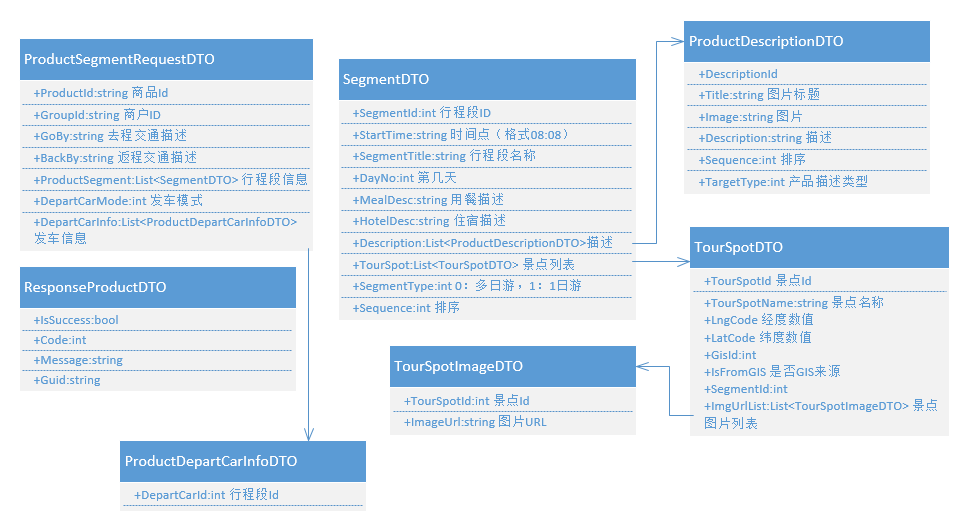 ProductSegmentRequestDTO
+ProductId:string 商品Id
+GroupId:string 商户ID
+GoBy:string 去程交通描述
+BackBy:string 返程交通描述
+ProductSegment:List<SegmentDTO> 行程段信息
+DepartCarMode:int 发车模式
+DepartCarInfo:List<ProductDepartCarInfoDTO>
发车信息
ResponseProductDTO
+IsSuccess:bool
+Code:int
+Message:string
+Guid:string
ProductDepartCarInfoDTO
+DepartCarId:int 行程段Id
SegmentDTO
+SegmentId:int 行程段ID
+StartTime:string 时间点（格式08:08）
+SegmentTitle:string 行程段名称
+DayNo:int 第几天
+MealDesc:string 用餐描述
+HotelDesc:string 住宿描述
+Description:List<ProductDescriptionDTO>描述
+TourSpot:List<TourSpotDTO> 景点列表
+SegmentType:int 0：多日游，1：1日游
+Sequence:int 排序
TourSpotImageDTO
+TourSpotId:int 景点Id
+ImageUrl:string 图片URL
ProductDescriptionDTO
+DescriptionId
+Title:string 图片标题
+Image:string 图片
+Description:string 描述
+Sequence:int 排序
+TargetType:int 产品描述类型
TourSpotDTO
+TourSpotId 景点Id
+TourSpotName:string 景点名称
+LngCode 经度数值
+LatCode 纬度数值
+GisId:int
+IsFromGIS 是否GIS来源
+SegmentId:int
+ImgUrlList:List<TourSpotImageDTO> 景点
图片列表